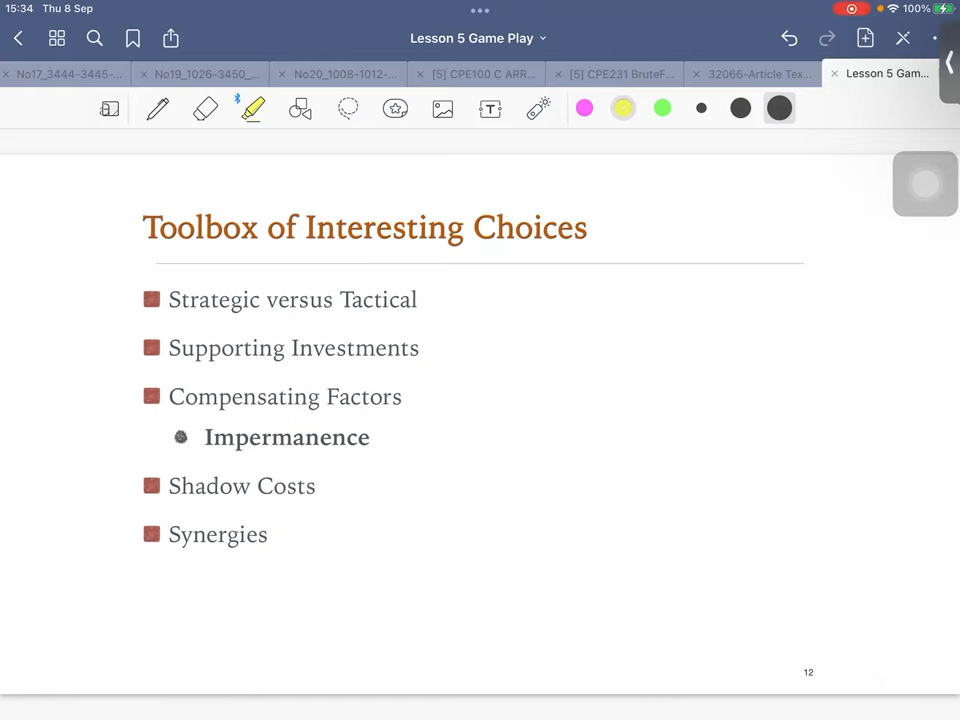 15:34 Thu 8 Sep
100%
Lesson 5 Game Play
No17_3444-3445-...
No19_1026-3450_...
No20_1008-1012-...
[5] CPE100 C ARR...
[5] CPE231 BruteF...
32066-Article Tex...
Lesson 5 Gam...
Toolbox of Interesting Choices
Strategic versus Tactical
Supporting Investments
Compensating Factors
Impermanence
Shadow Costs
Synergies
12